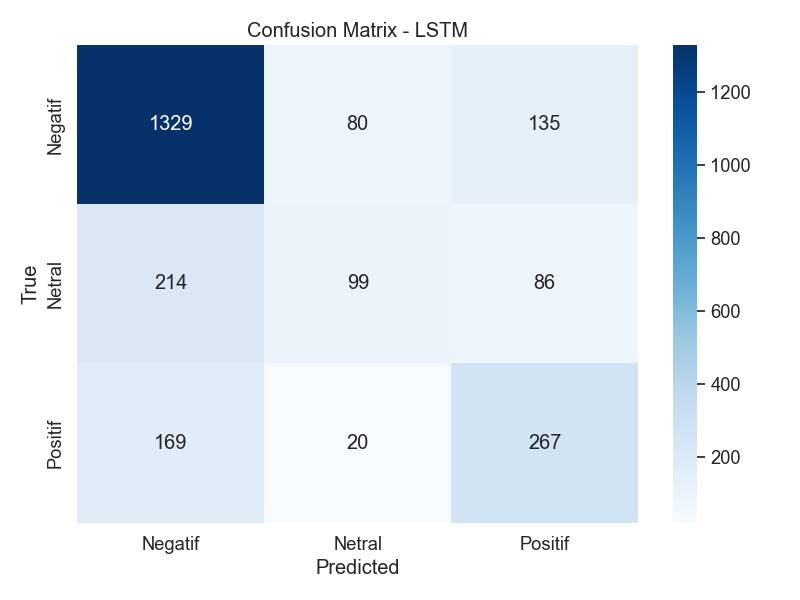 Confusion Matrix - LSTM
True
Negatif
Netral
Positif
1329 80 135
214 99 86
169 20 267
Negatif Netral Positif
Predicted
1200
1000
800
600
400
200